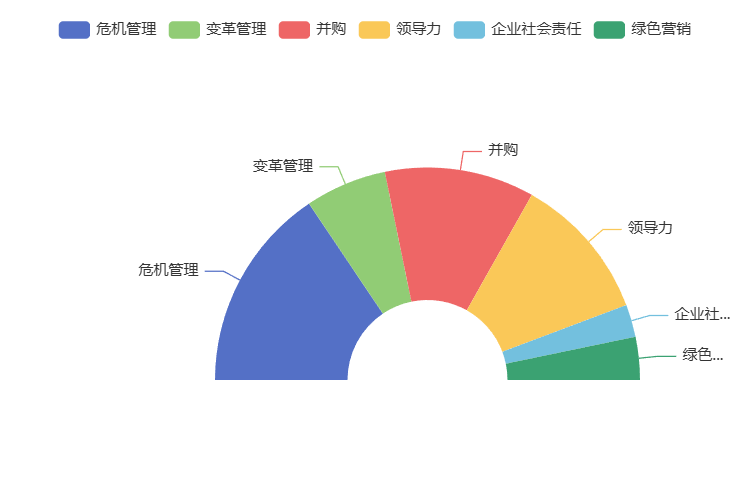 危机管理
变革管理
并购
领导力
企业社会责任
绿色营销
并购
变革管理
领导力
危机管理
企业社...
绿色...